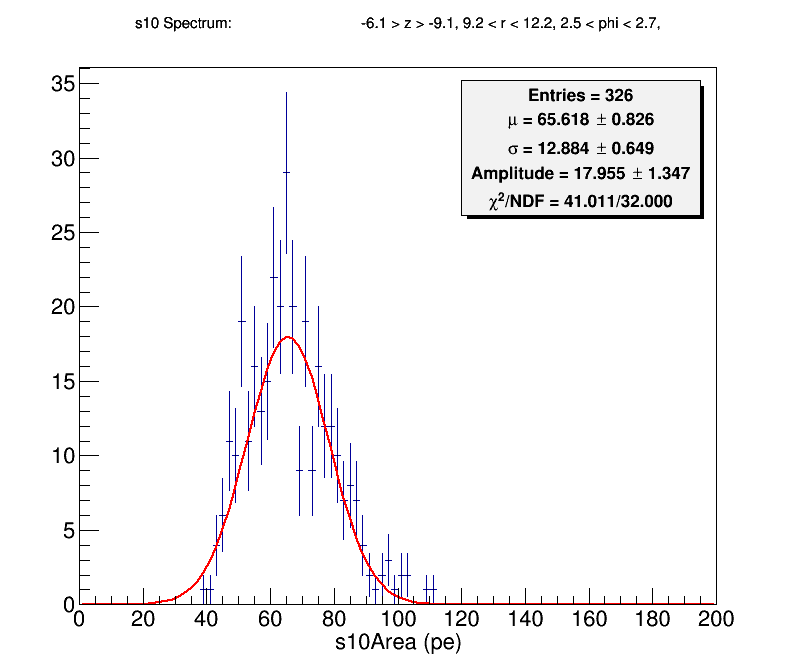 s10 Spectrum: -6.1 > z > -9.1, 9.2 < r < 12.2, 2.5 < phi < 2.7,
Entries = 326
μ = 65.618 ± 0.826
σ = 12.884 ± 0.649
Amplitude = 17.955 ± 1.347
χ²/NDF = 41.011/32.000
35
30
25
20
15
10
5
0
0 20 40 60 80 100 120 140 160 180 200
s10Area (pe)